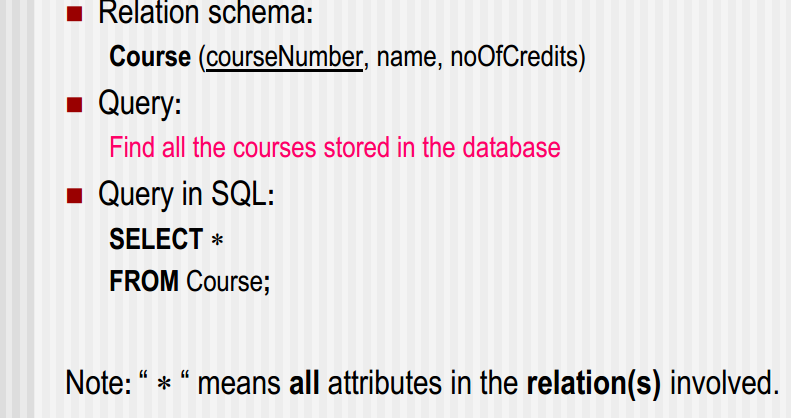 Relation schema:
Course (courseNumber, name, noOfCredits)
Query:
Find all the courses stored in the database
Query in SQL:
SELECT *
FROM Course;
Note: “ * “ means all attributes in the relation(s) involved.